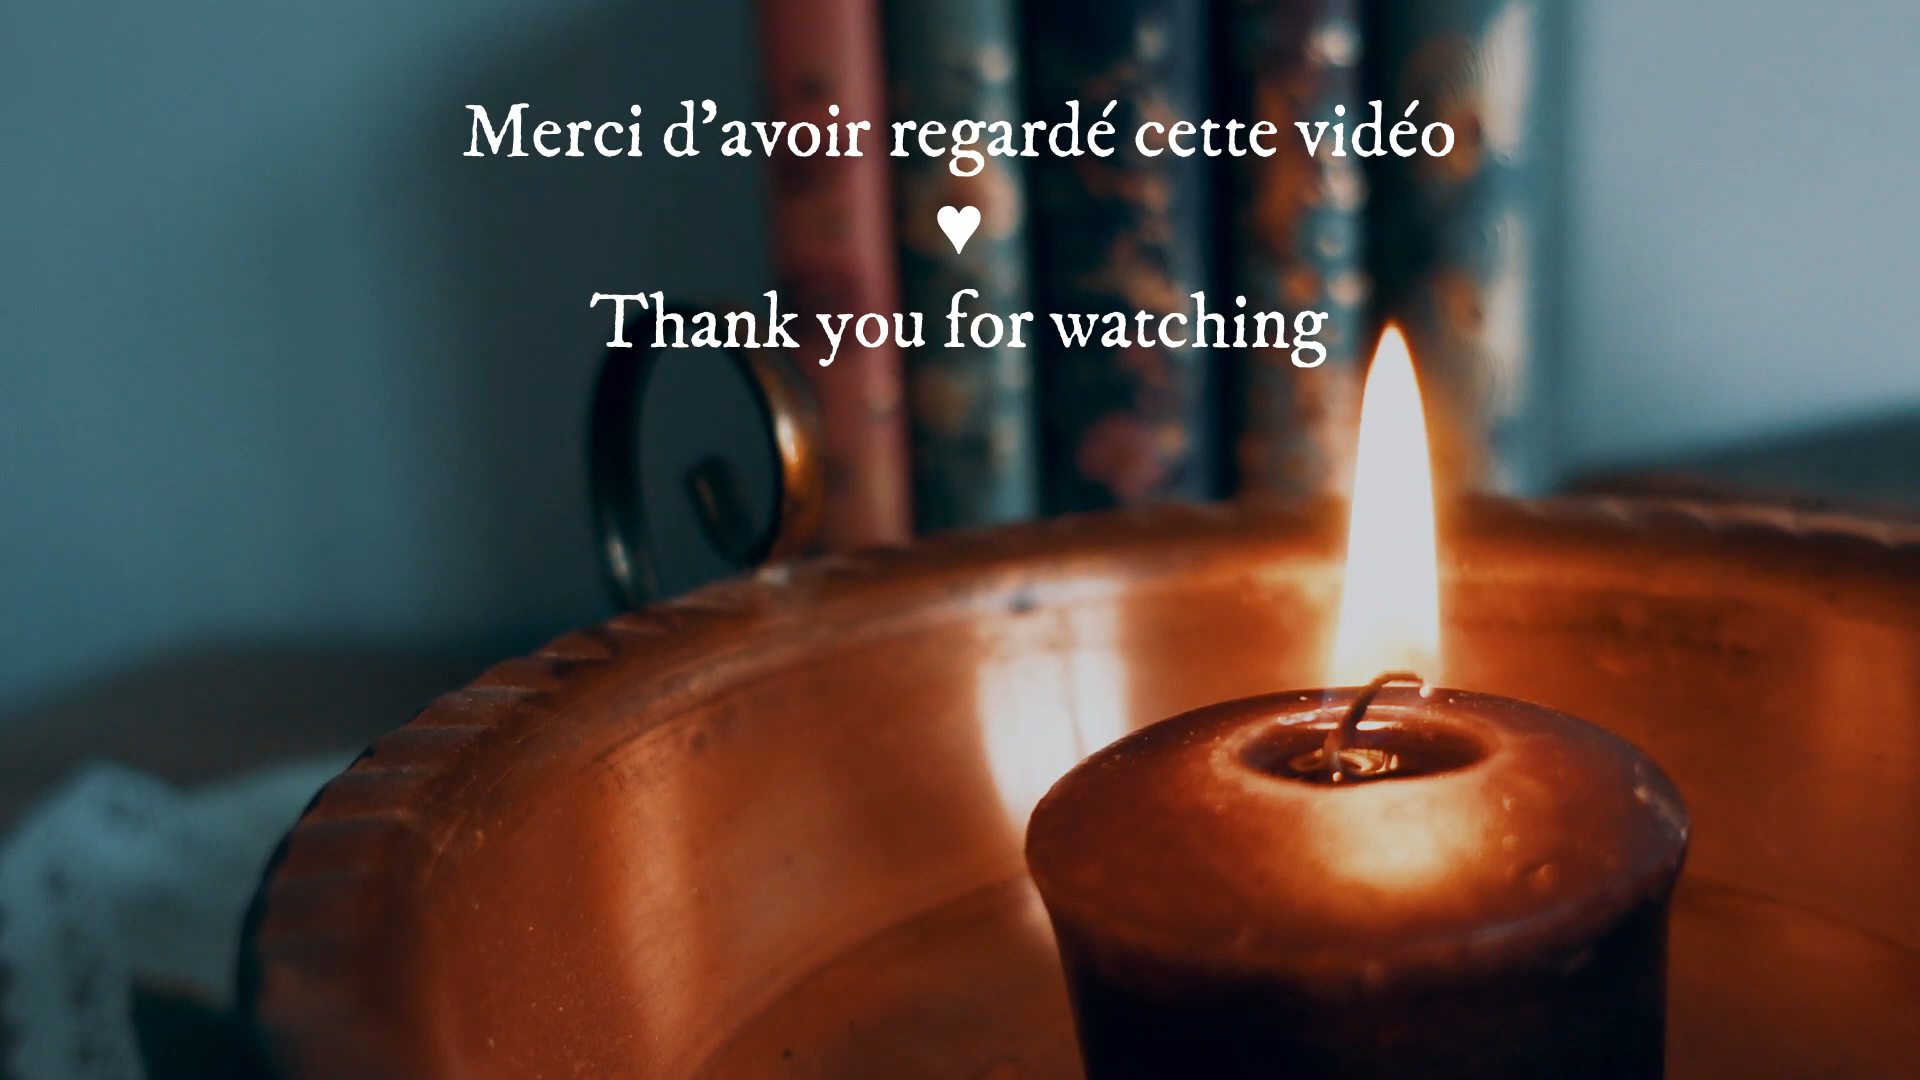 Merci d’avoir regardé cette vidéo
♥
Thank you for watching